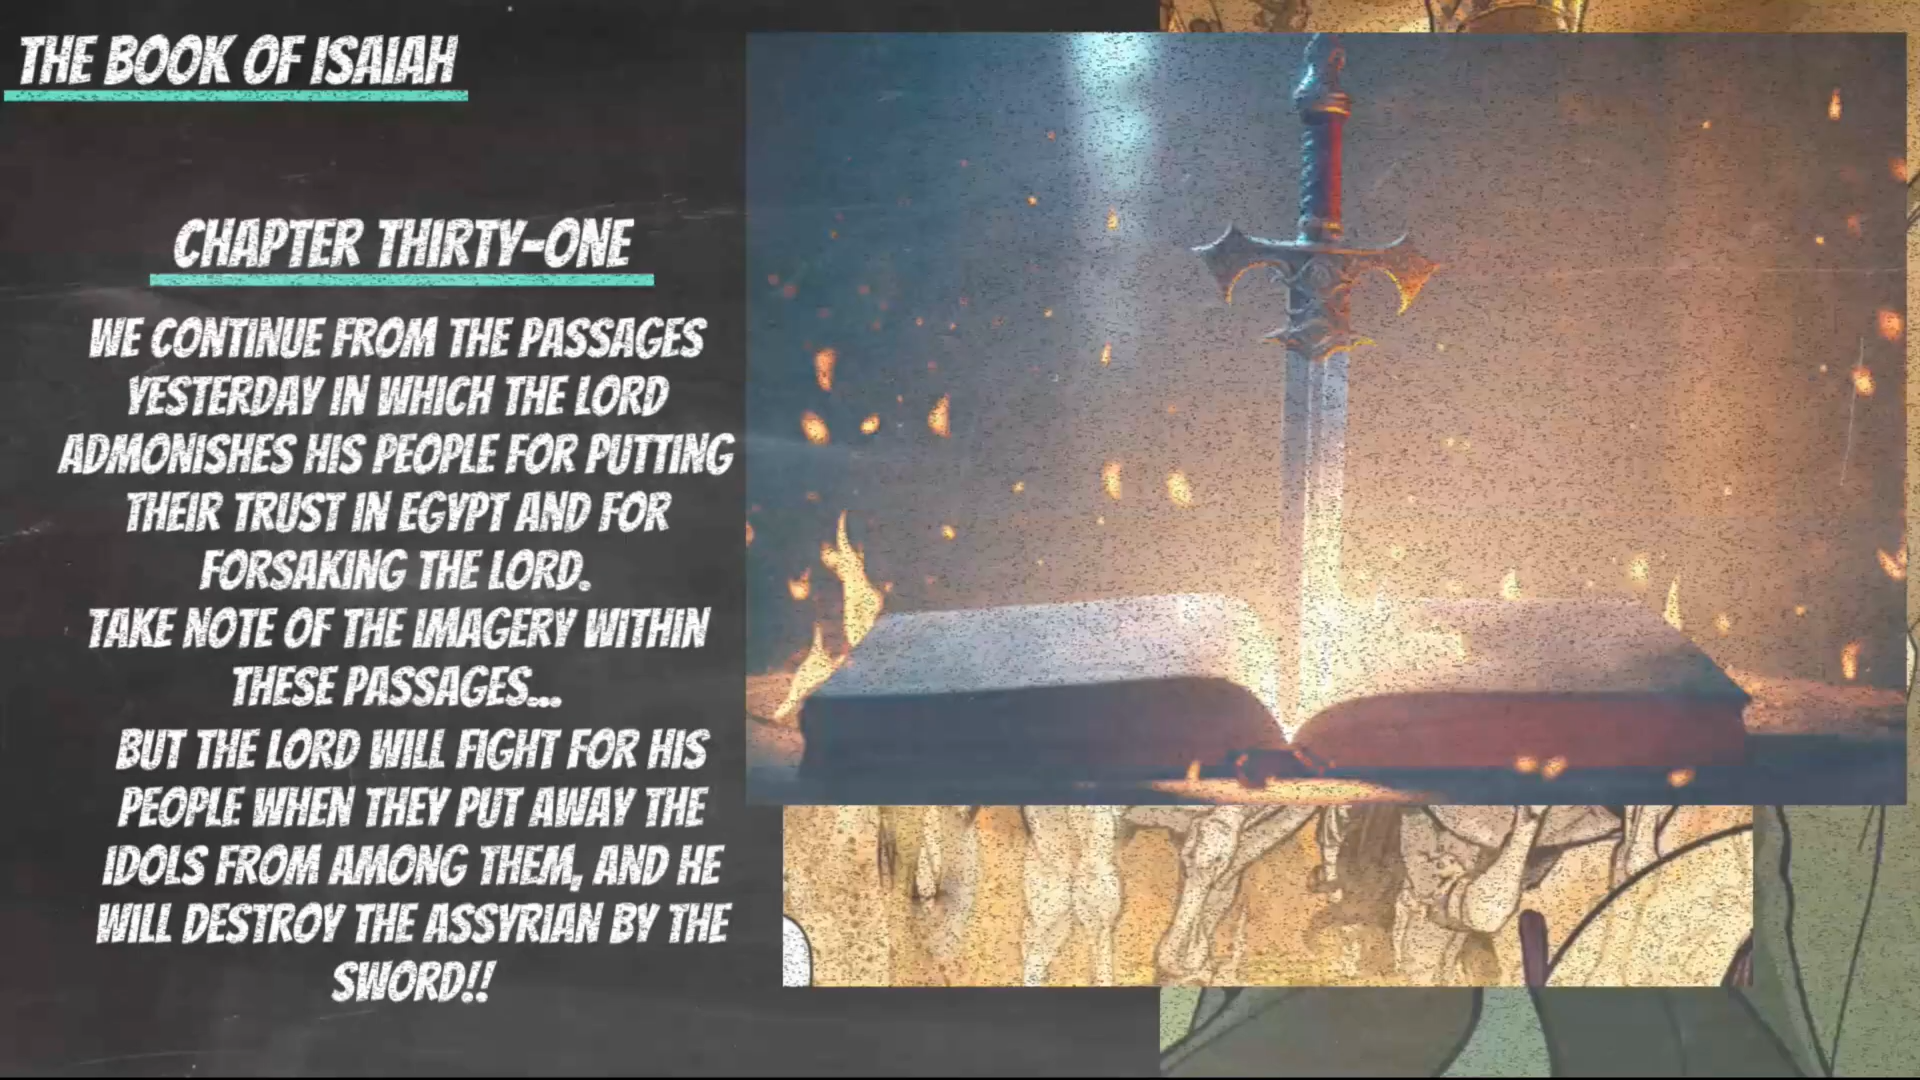 THE BOOK OF ISAIAH
CHAPTER THIRTY-ONE
WE CONTINUE FROM THE PASSAGES
YESTERDAY IN WHICH THE LORD
ADMONISHES HIS PEOPLE FOR PUTTING
THEIR TRUST IN EGYPT AND FOR
FORSAKING THE LORD.
TAKE NOTE OF THE IMAGERY WITHIN
THESE PASSAGES...
BUT THE LORD WILL FIGHT FOR HIS
PEOPLE WHEN THEY PUT AWAY THE
IDOLS FROM AMONG THEM, AND HE
WILL DESTROY THE ASSYRIAN BY THE
SWORD!!